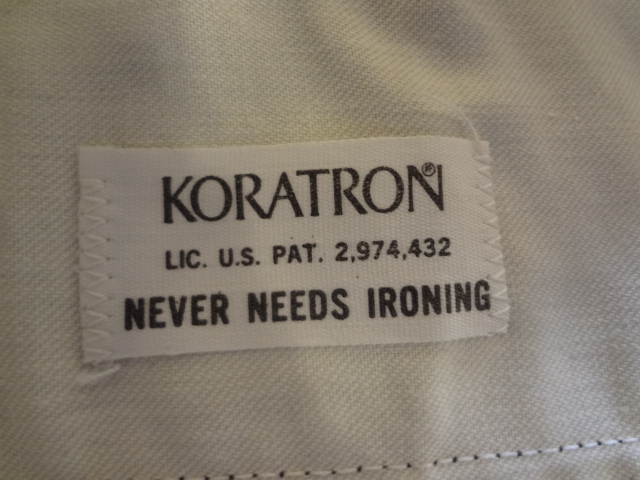 KORATRON®
LIC. U.S. PAT. 2,974,432
NEVER NEEDS IRONING